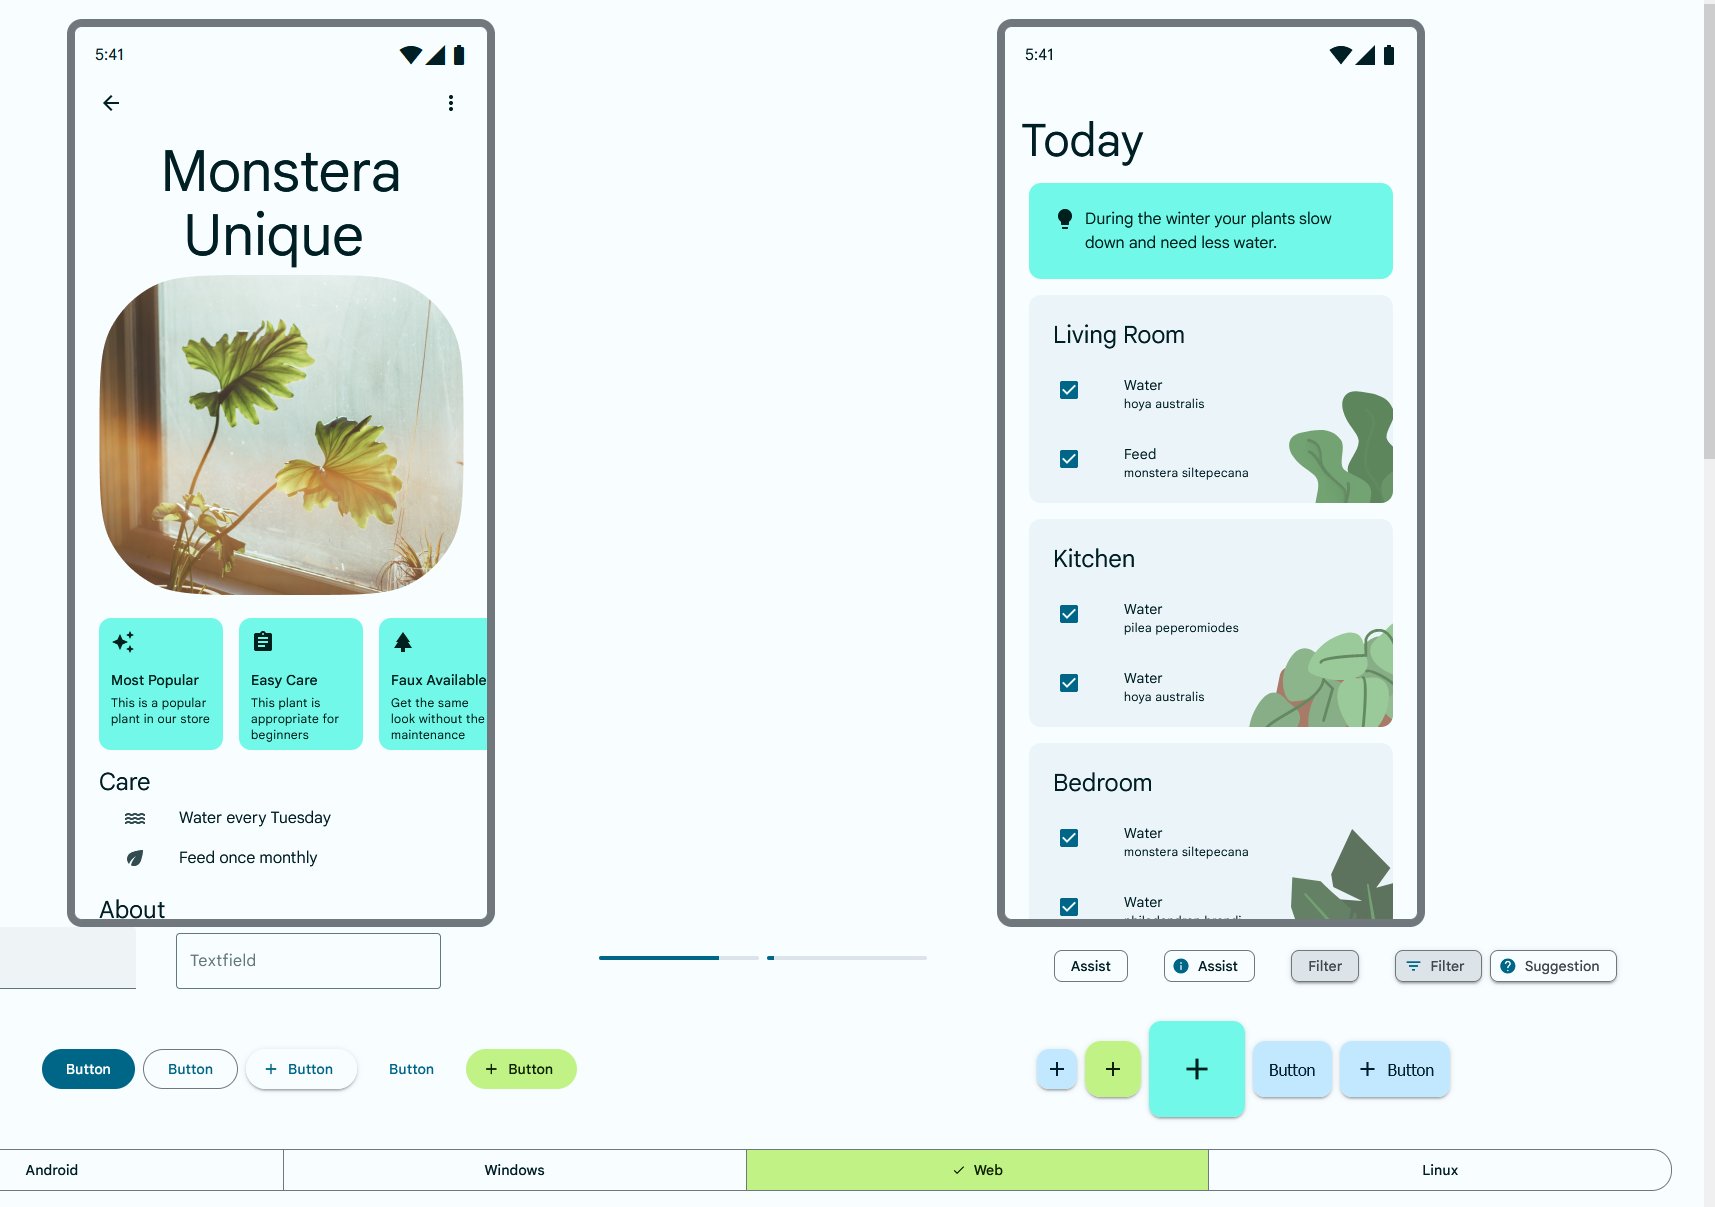 5:41
Monstera
Unique
Most Popular
This is a popular
plant in our store
Easy Care
This plant is
appropriate for
beginners
Faux Available
Get the same
look without the
maintenance
Care
Water every Tuesday
Feed once monthly
About
5:41
Today
During the winter your plants slow
down and need less water.
Living Room
Water
hoya australis
Feed
monstera siltepecana
Kitchen
Water
pilea peperomiodes
Water
hoya australis
Bedroom
Water
monstera siltepecana
Water
Textfield
Assist
Assist
Filter
Filter
Suggestion
Button
Button
Button
Button
Button
Button
Button
Android
Windows
Web
Linux